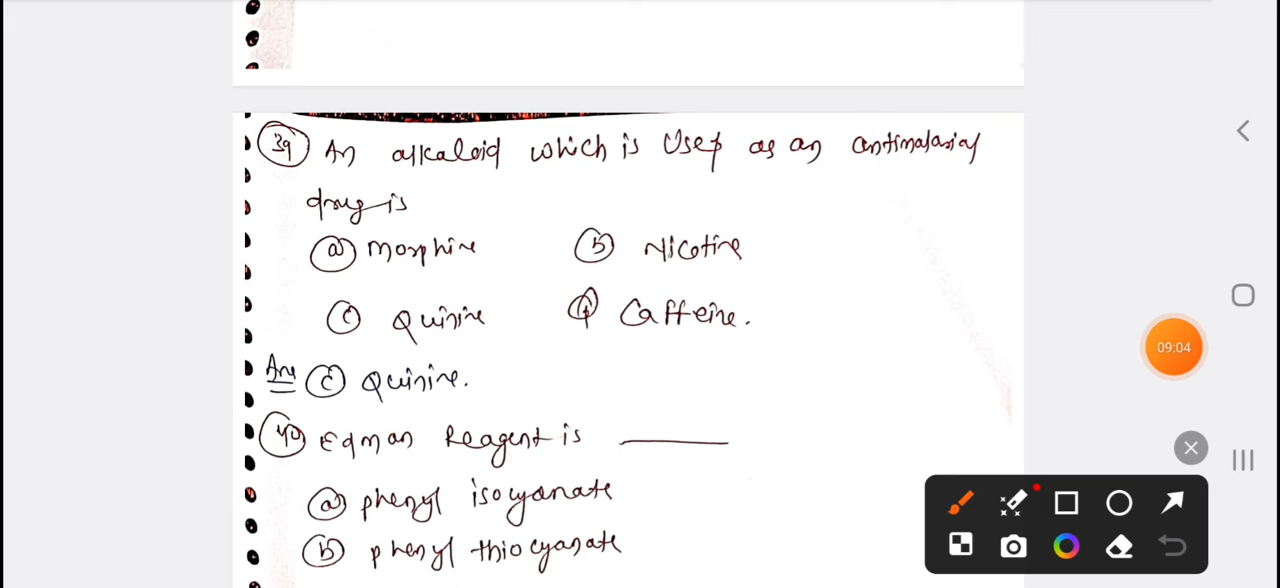 39 An alkaloid which is Used as an antimalarial
drug is
a morphine b Nicotine
c Quinine d Caffeine.
Ans c Quinine.
40 Edman Reagent is ______
a phenyl isocyanate
b phenyl thiocyanate
09:04